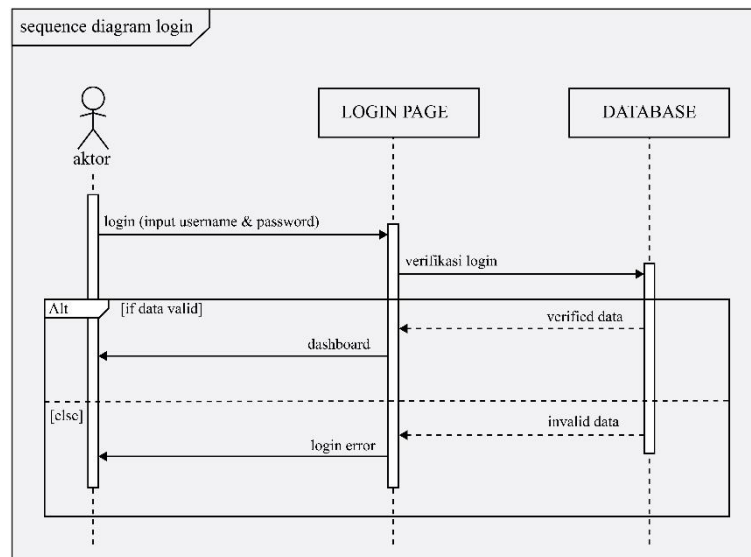 sequence diagram login
LOGIN PAGE
DATABASE
aktor
login (input username & password)
verifikasi login
Alt
[if data valid]
verified data
dashboard
[else]
invalid data
login error